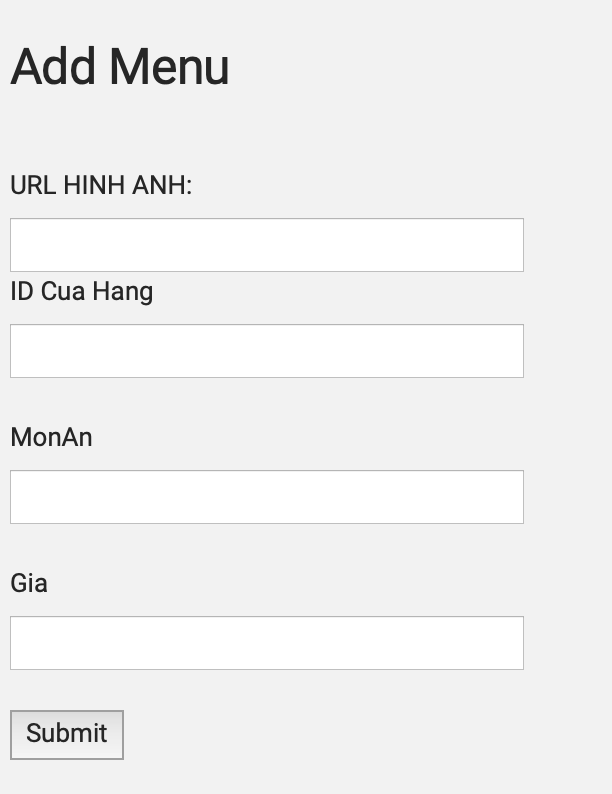 Add Menu
URL HINH ANH:
ID Cua Hang
MonAn
Gia
Submit